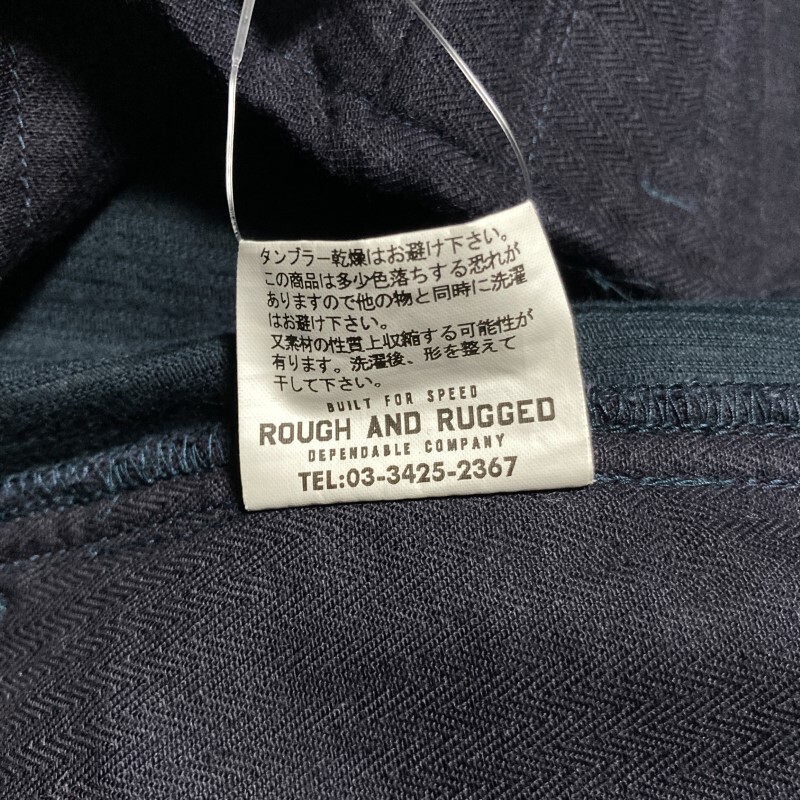 タンブラー乾燥はお避け下さい。
この商品は多少色落ちする恐れが
ありますので他の物と同時に洗濯
はお避け下さい。
又素材の性質上収縮する可能性が
有ります。洗濯後、形を整えて
干して下さい。
BUILT FOR SPEED
ROUGH AND RUGGED
DEPENDABLE COMPANY
TEL:03-3425-2367